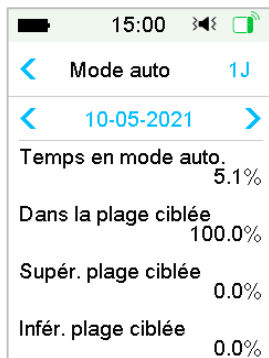 15:00
Mode auto 1J
10-05-2021
Temps en mode auto.
5.1%
Dans la plage ciblée
100.0%
Supér. plage ciblée
0.0%
Infér. plage ciblée
0.0%